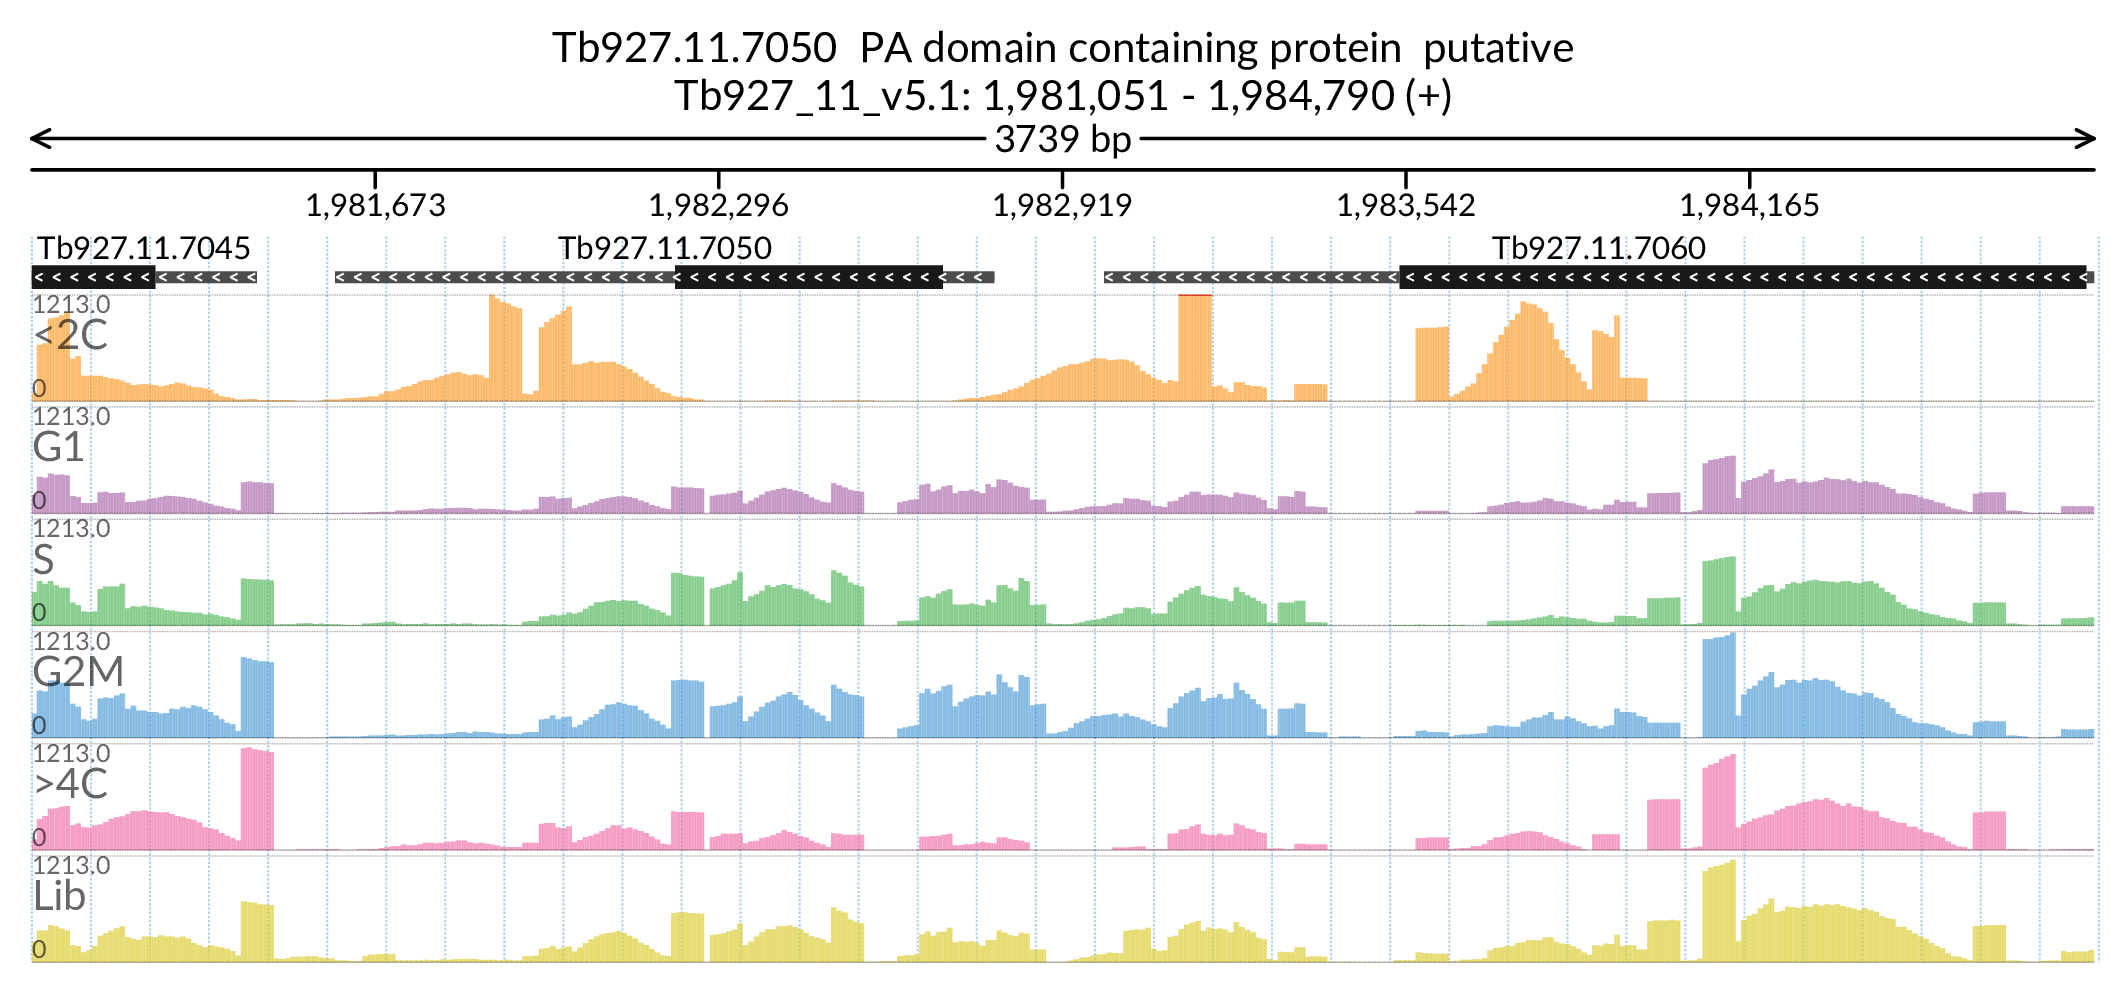 Tb927.11.7050 PA domain containing protein putative
Tb927_11_v5.1: 1,981,051 - 1,984,790 (+)
3739 bp
1,981,673 1,982,296 1,982,919 1,983,542 1,984,165
Tb927.11.7045 Tb927.11.7050 Tb927.11.7060
1213.0
<2C
0
1213.0
G1
0
1213.0
S
0
1213.0
G2M
0
1213.0
>4C
0
1213.0
Lib
0